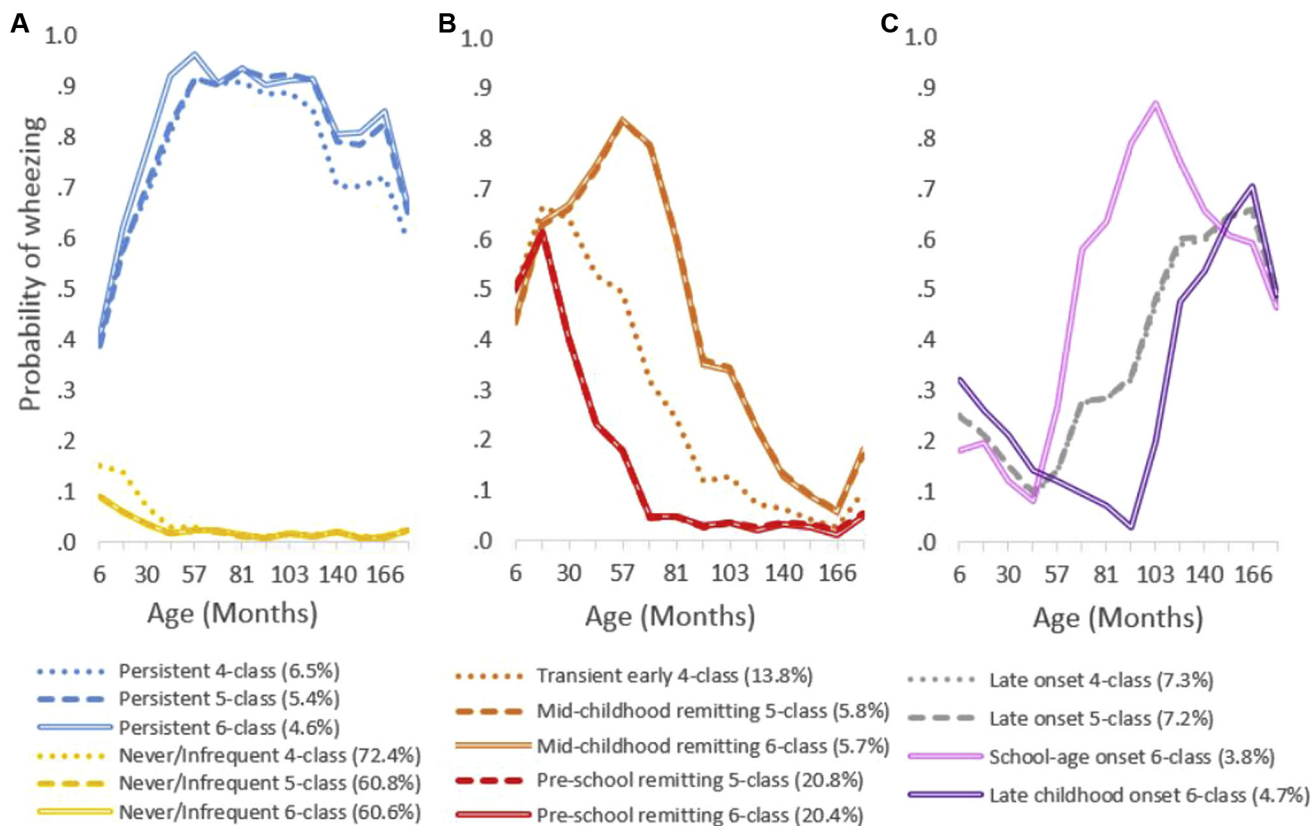 A
Probability of wheezing
1.0
.9
.8
.7
.6
.5
.4
.3
.2
.1
.0
6 30 57 81 103 140 166
Age (Months)
Persistent 4-class (6.5%)
Persistent 5-class (5.4%)
Persistent 6-class (4.6%)
Never/Infrequent 4-class (72.4%)
Never/Infrequent 5-class (60.8%)
Never/Infrequent 6-class (60.6%)
B
1.0
.9
.8
.7
.6
.5
.4
.3
.2
.1
.0
6 30 57 81 103 140 166
Age (Months)
Transient early 4-class (13.8%)
Mid-childhood remitting 5-class (5.8%)
Mid-childhood remitting 6-class (5.7%)
Pre-school remitting 5-class (20.8%)
Pre-school remitting 6-class (20.4%)
C
1.0
.9
.8
.7
.6
.5
.4
.3
.2
.1
.0
6 30 57 81 103 140 166
Age (Months)
Late onset 4-class (7.3%)
Late onset 5-class (7.2%)
School-age onset 6-class (3.8%)
Late childhood onset 6-class (4.7%)